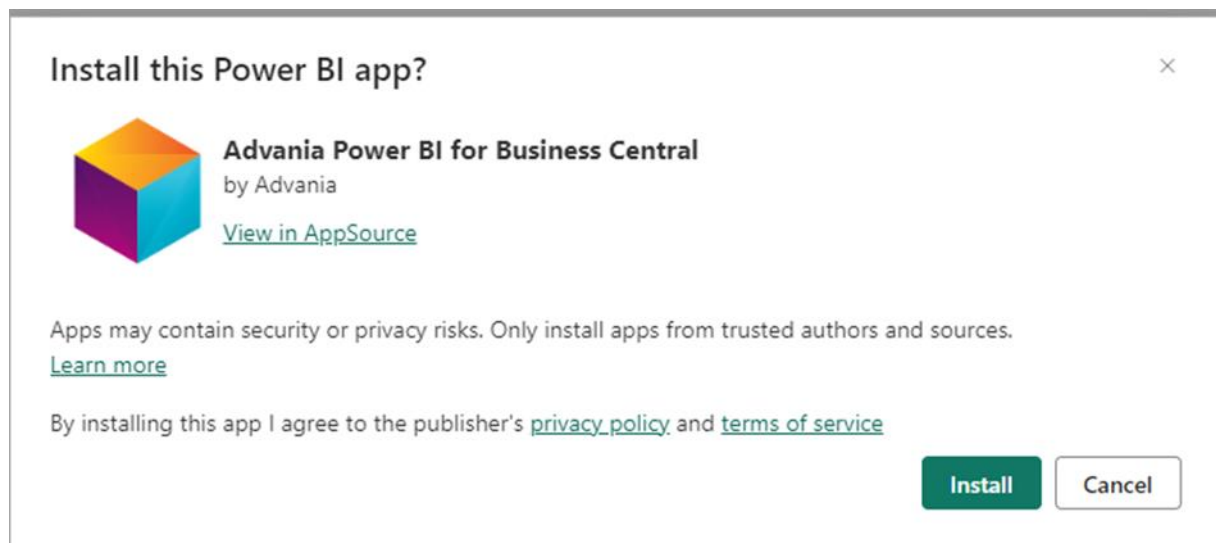 Install this Power BI app?
Advania Power BI for Business Central
by Advania
View in AppSource
Apps may contain security or privacy risks. Only install apps from trusted authors and sources.
Learn more
By installing this app I agree to the publisher's privacy policy and terms of service
Install Cancel